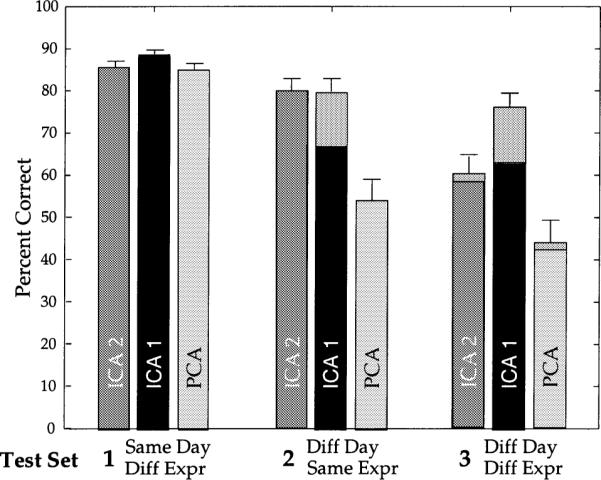 100
90
80
70
60
50
40
30
20
10
0
Percent Correct
ICA 2
ICA 1
PCA
ICA 2
ICA 1
PCA
ICA 2
ICA 1
PCA
Test Set
1 Same Day
Diff Expr
2 Diff Day
Same Expr
3 Diff Day
Diff Expr